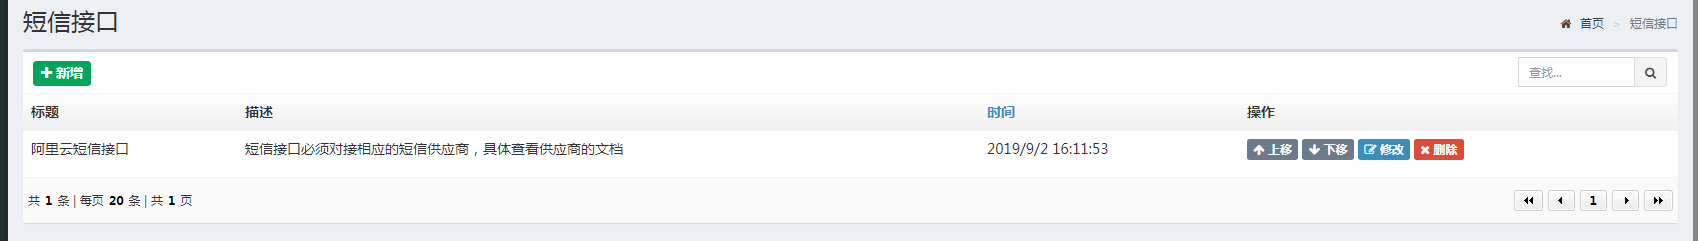 短信接口
首页 > 短信接口
新增
查找...
标题 描述 时间 操作
阿里云短信接口 短信接口必须对接相应的短信供应商，具体查看供应商的文档 2019/9/2 16:11:53 上移 下移 修改 删除
共 1 条 | 每页 20 条 | 共 1 页 1